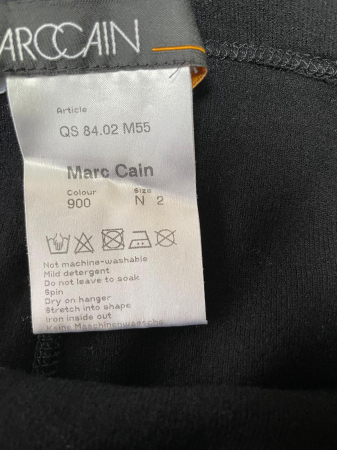 ARCCAIN
Article
QS 84.02 M55
Marc Cain
Colour Size
900 N 2
Not machine-washable
Mild detergent
Do not leave to soak
Spin
Dry on hanger
Stretch into shape
Iron inside out
Keine Maschinenwaesche